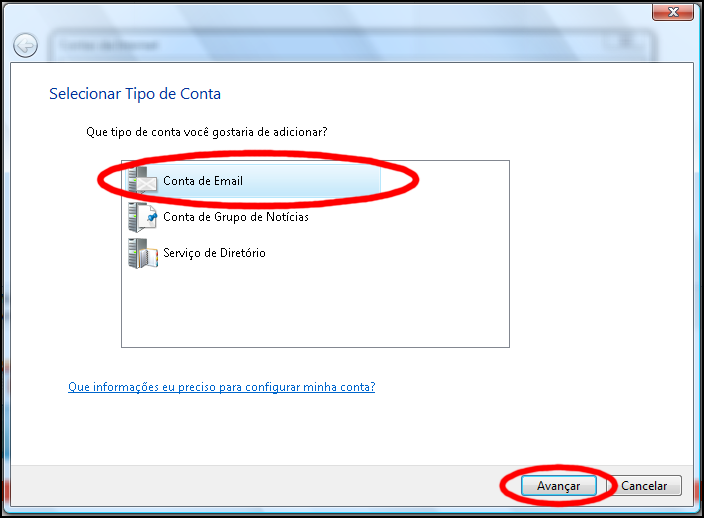 Contas da Internet
Selecionar Tipo de Conta
Que tipo de conta você gostaria de adicionar?
Conta de Email
Conta de Grupo de Notícias
Serviço de Diretório
Que informações eu preciso para configurar minha conta?
Avançar
Cancelar